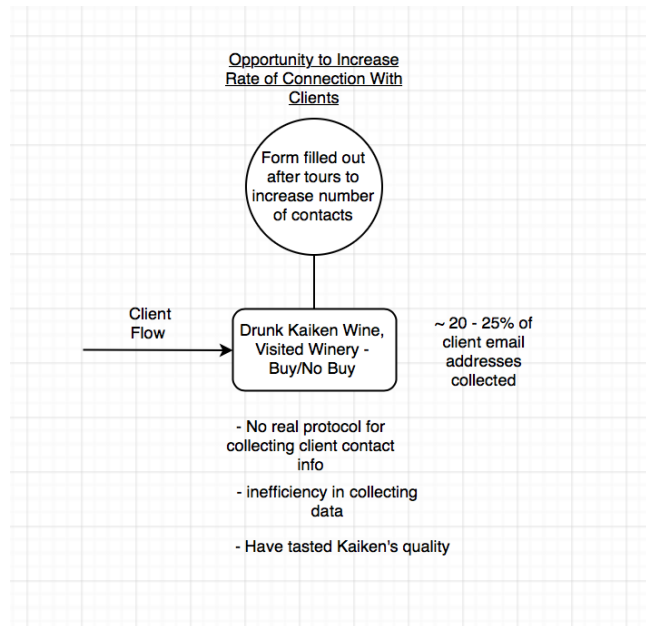 Opportunity to Increase
Rate of Connection With
Clients
Form filled out
after tours to
increase number
of contacts
Client
Flow
Drunk Kaiken Wine,
Visited Winery -
Buy/No Buy
~ 20 - 25% of
client email
addresses
collected
- No real protocol for
collecting client contact
info
- inefficiency in collecting
data
- Have tasted Kaiken's quality